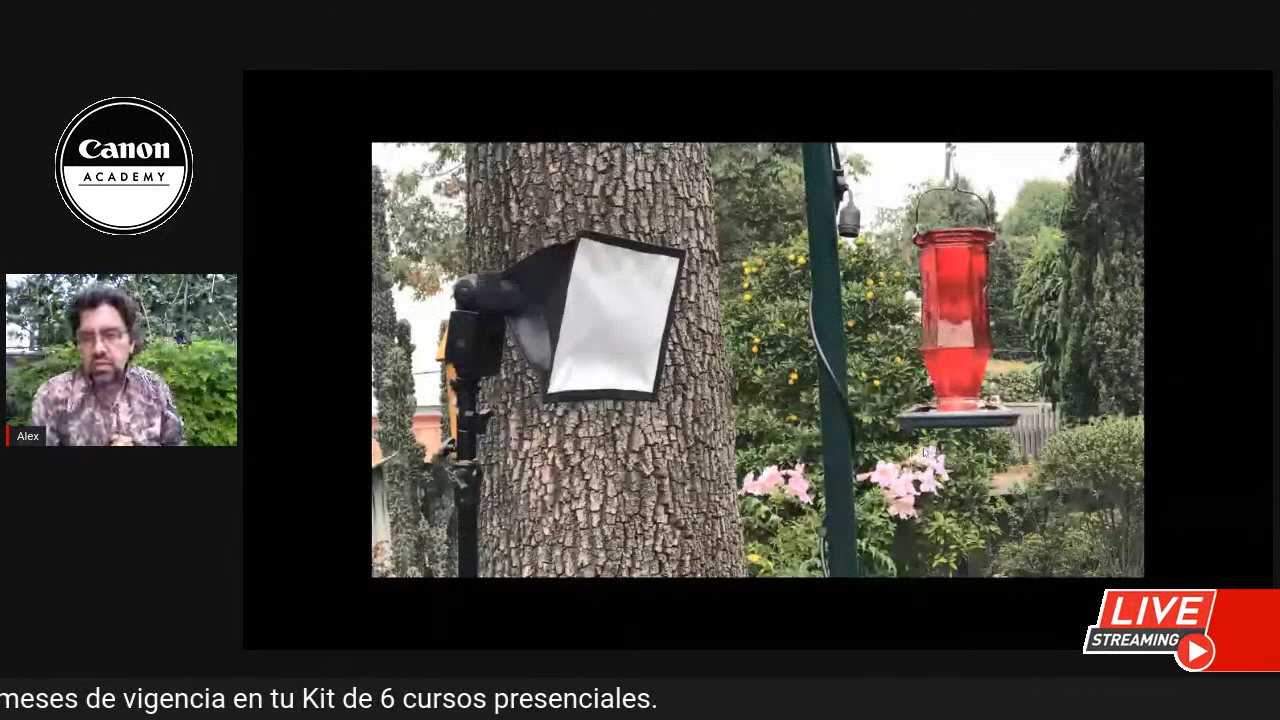 Canon
ACADEMY
Alex
LIVE
STREAMING
meses de vigencia en tu Kit de 6 cursos presenciales.